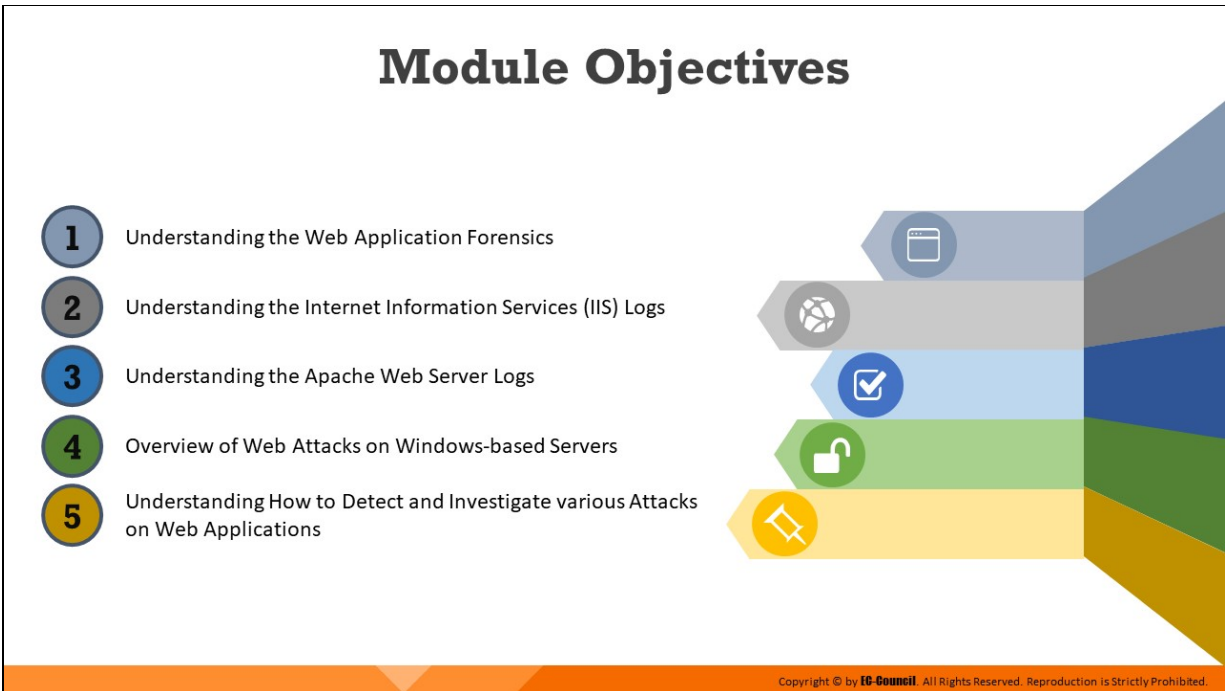 Module Objectives
1
Understanding the Web Application Forensics
2
Understanding the Internet Information Services (IIS) Logs
3
Understanding the Apache Web Server Logs
4
Overview of Web Attacks on Windows-based Servers
5
Understanding How to Detect and Investigate various Attacks
on Web Applications
Copyright © by EC-Council. All Rights Reserved. Reproduction is Strictly Prohibited.